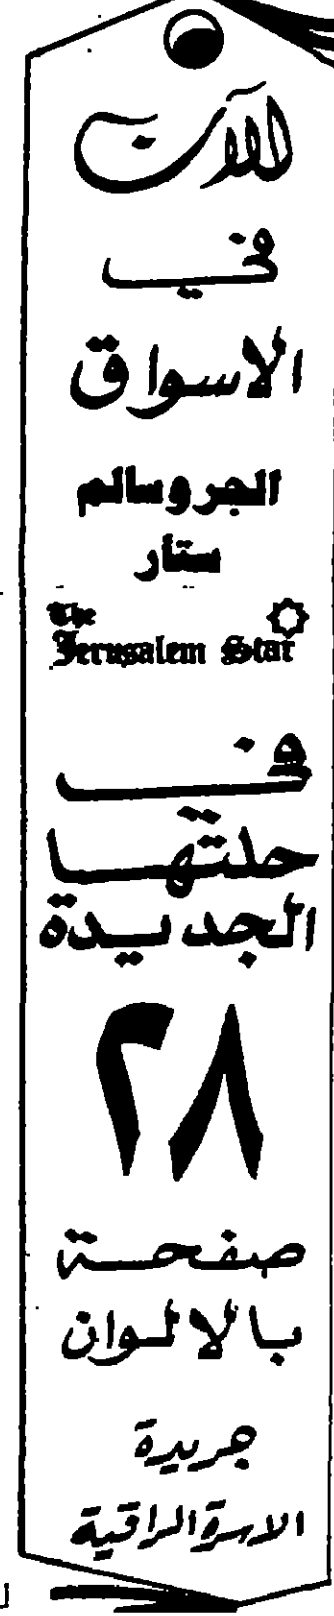 الآن
في
الاسواق
الجروسالم
ستار
The
Jerusalem Star
في
حلتها
الجديدة
٢٨
صفحة
بالالوان
جريدة
الاسرة الراقية